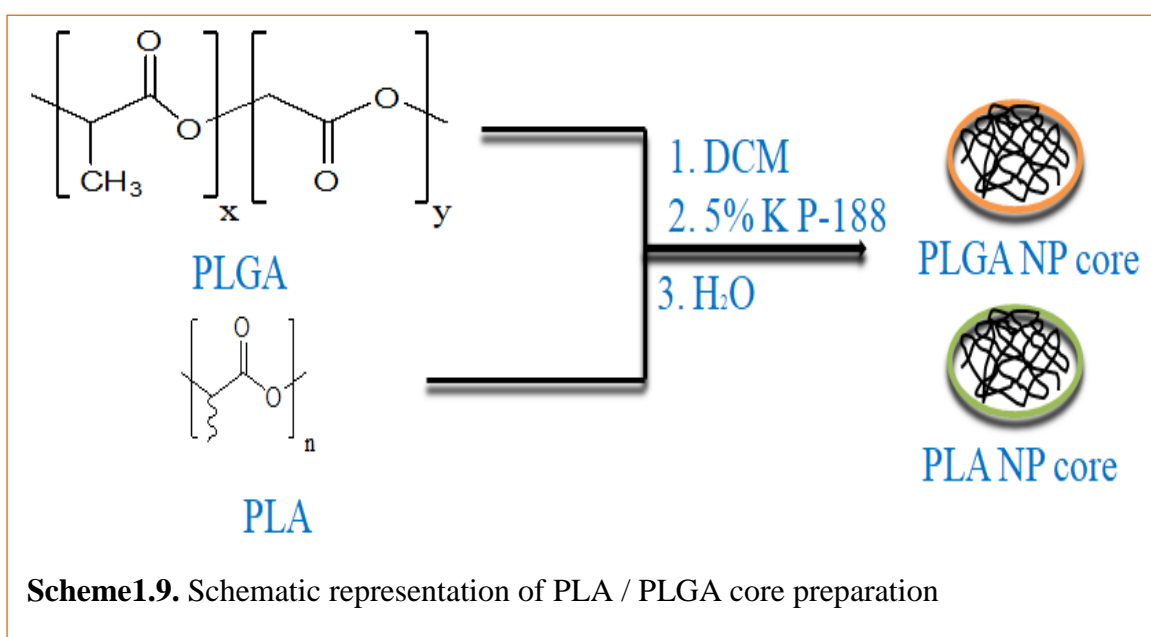 O
O
CH3
x
O
O
y
PLGA
O
O
n
PLA
1. DCM
2. 5% K P-188
3. H2O
PLGA NP core
PLA NP core
Scheme1.9. Schematic representation of PLA / PLGA core preparation